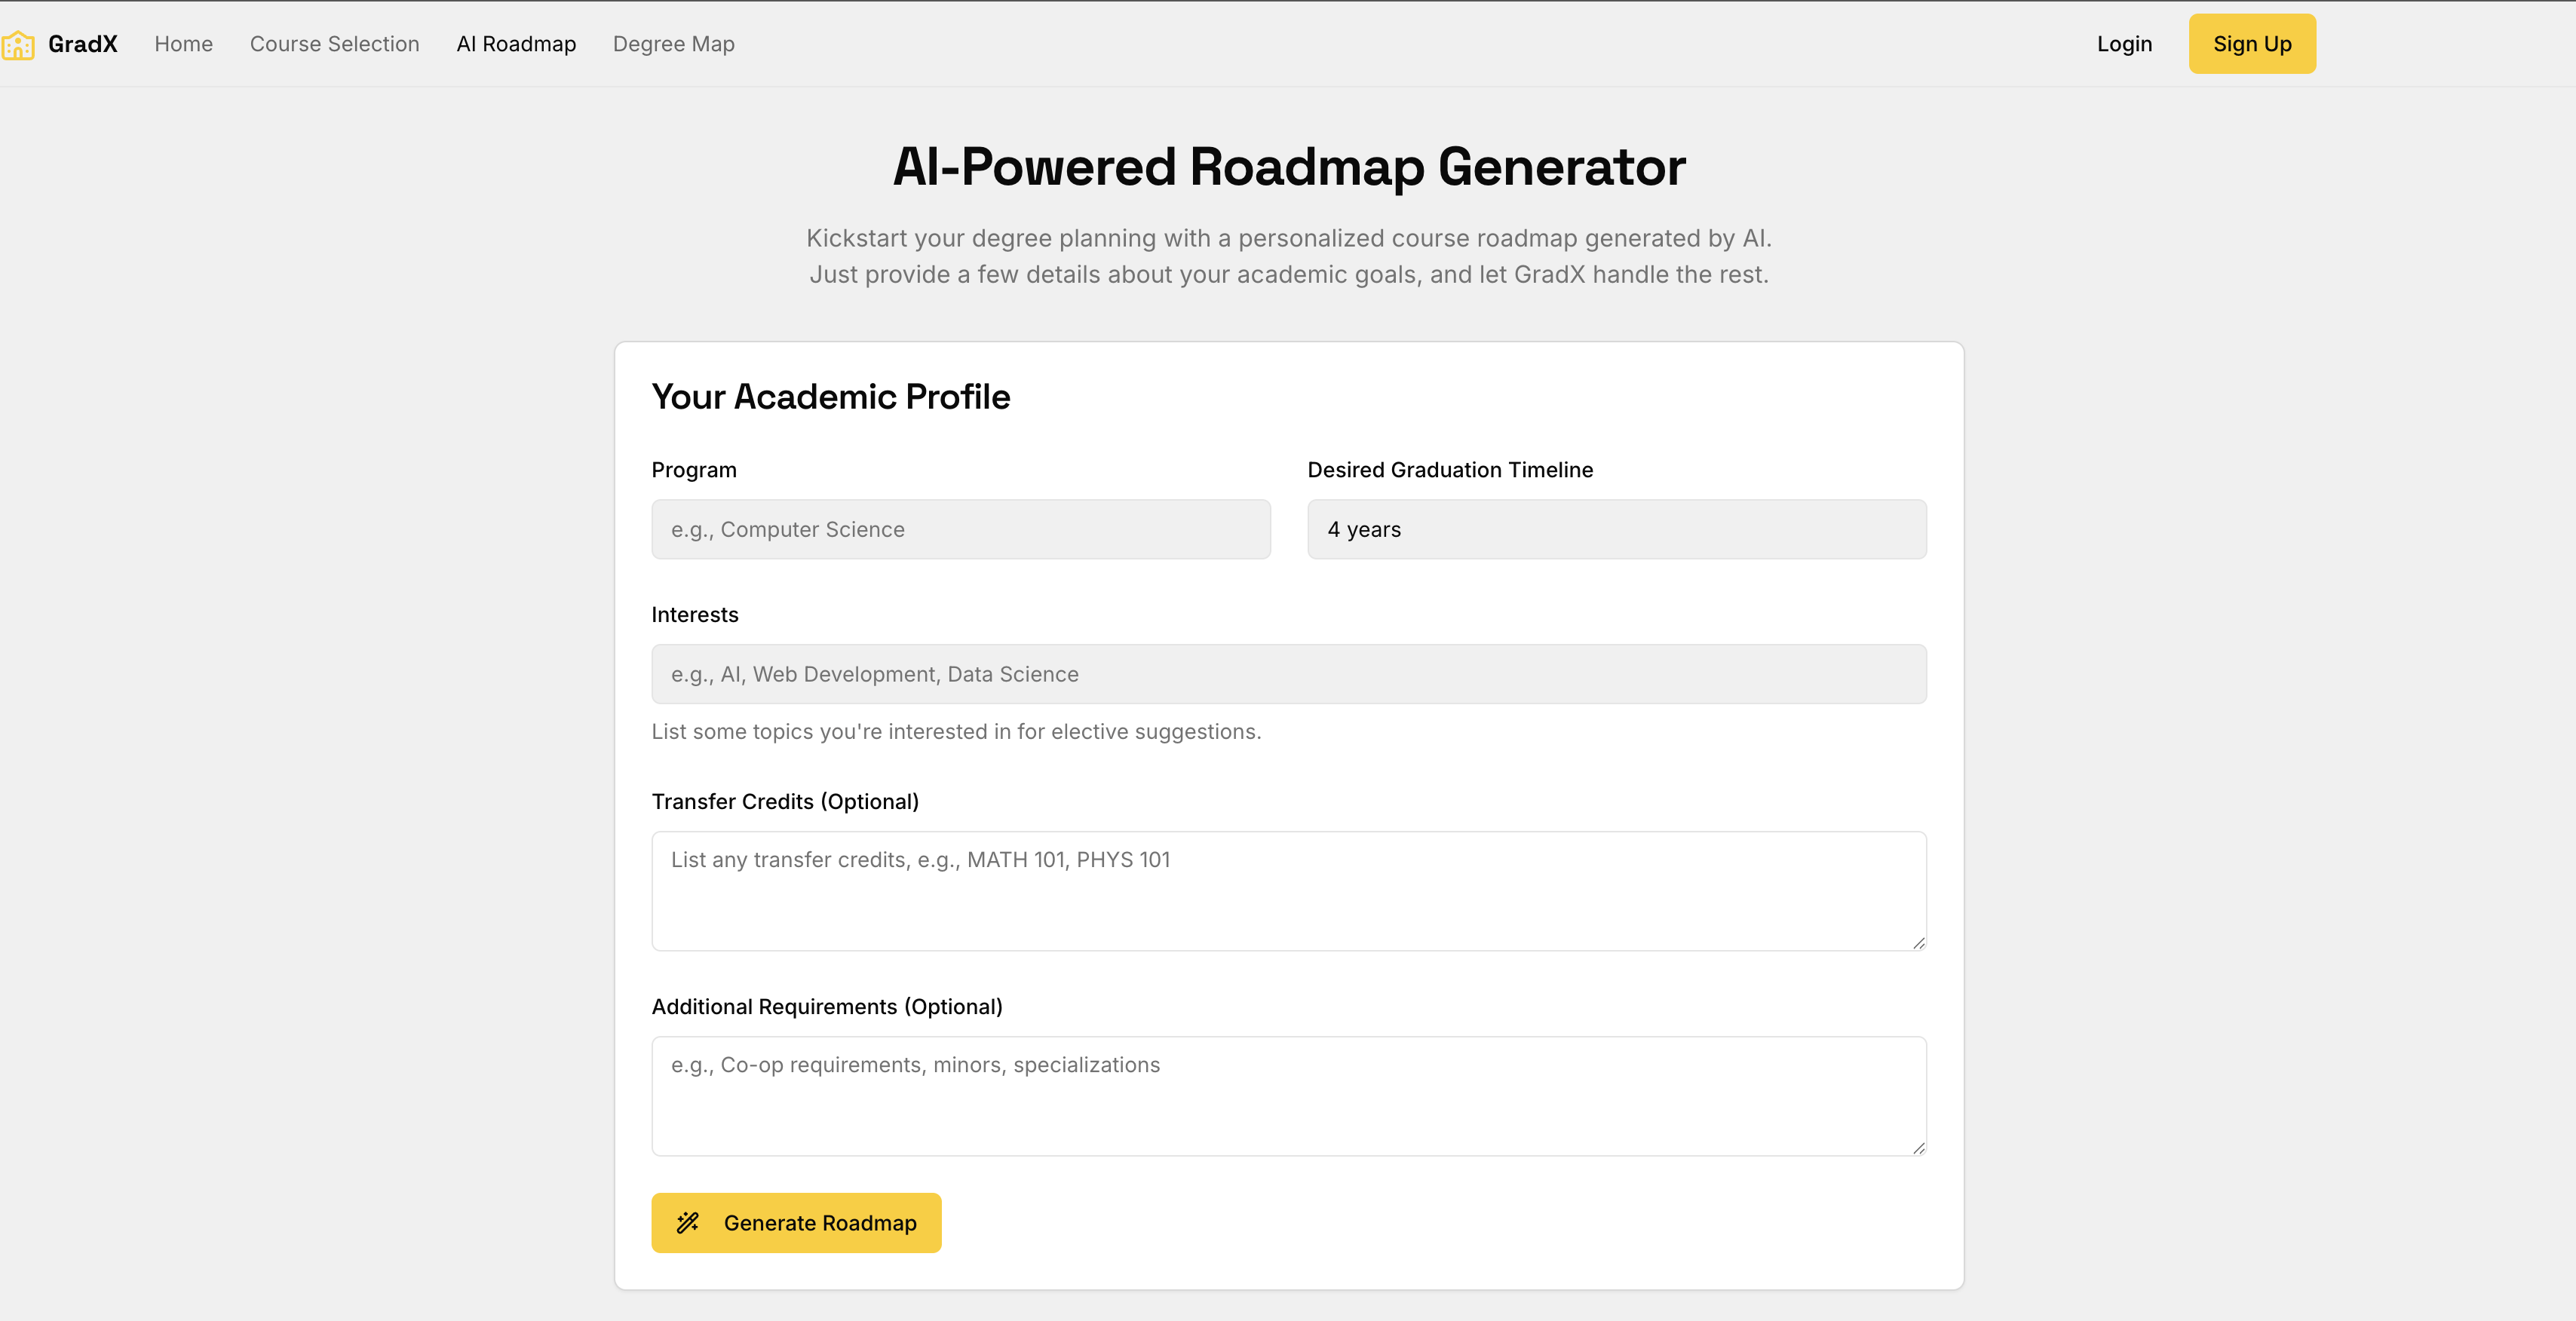 GradX
Home
Course Selection
AI Roadmap
Degree Map
Login
Sign Up
AI-Powered Roadmap Generator
Kickstart your degree planning with a personalized course roadmap generated by AI.
Just provide a few details about your academic goals, and let GradX handle the rest.
Your Academic Profile
Program
e.g., Computer Science
Desired Graduation Timeline
4 years
Interests
e.g., AI, Web Development, Data Science
List some topics you're interested in for elective suggestions.
Transfer Credits (Optional)
List any transfer credits, e.g., MATH 101, PHYS 101
Additional Requirements (Optional)
e.g., Co-op requirements, minors, specializations
Generate Roadmap